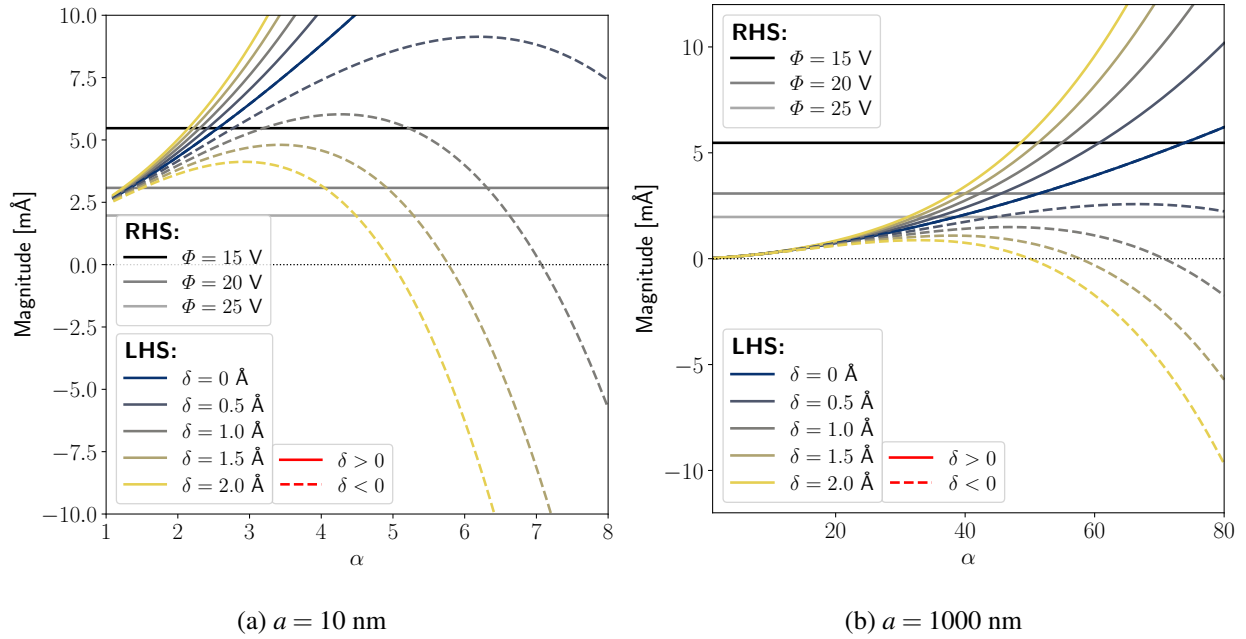 10.0
7.5
5.0
2.5
0.0
−2.5
−5.0
−7.5
−10.0
Magnitude [mÅ]
RHS:
Φ = 15 V
Φ = 20 V
Φ = 25 V
LHS:
δ = 0 Å
δ = 0.5 Å
δ = 1.0 Å
δ = 1.5 Å
δ = 2.0 Å
δ > 0
δ < 0
1 2 3 4 5 6 7 8
α
(a) a = 10 nm
10
5
0
−5
−10
Magnitude [mÅ]
RHS:
Φ = 15 V
Φ = 20 V
Φ = 25 V
LHS:
δ = 0 Å
δ = 0.5 Å
δ = 1.0 Å
δ = 1.5 Å
δ = 2.0 Å
δ > 0
δ < 0
20 40 60 80
α
(b) a = 1000 nm